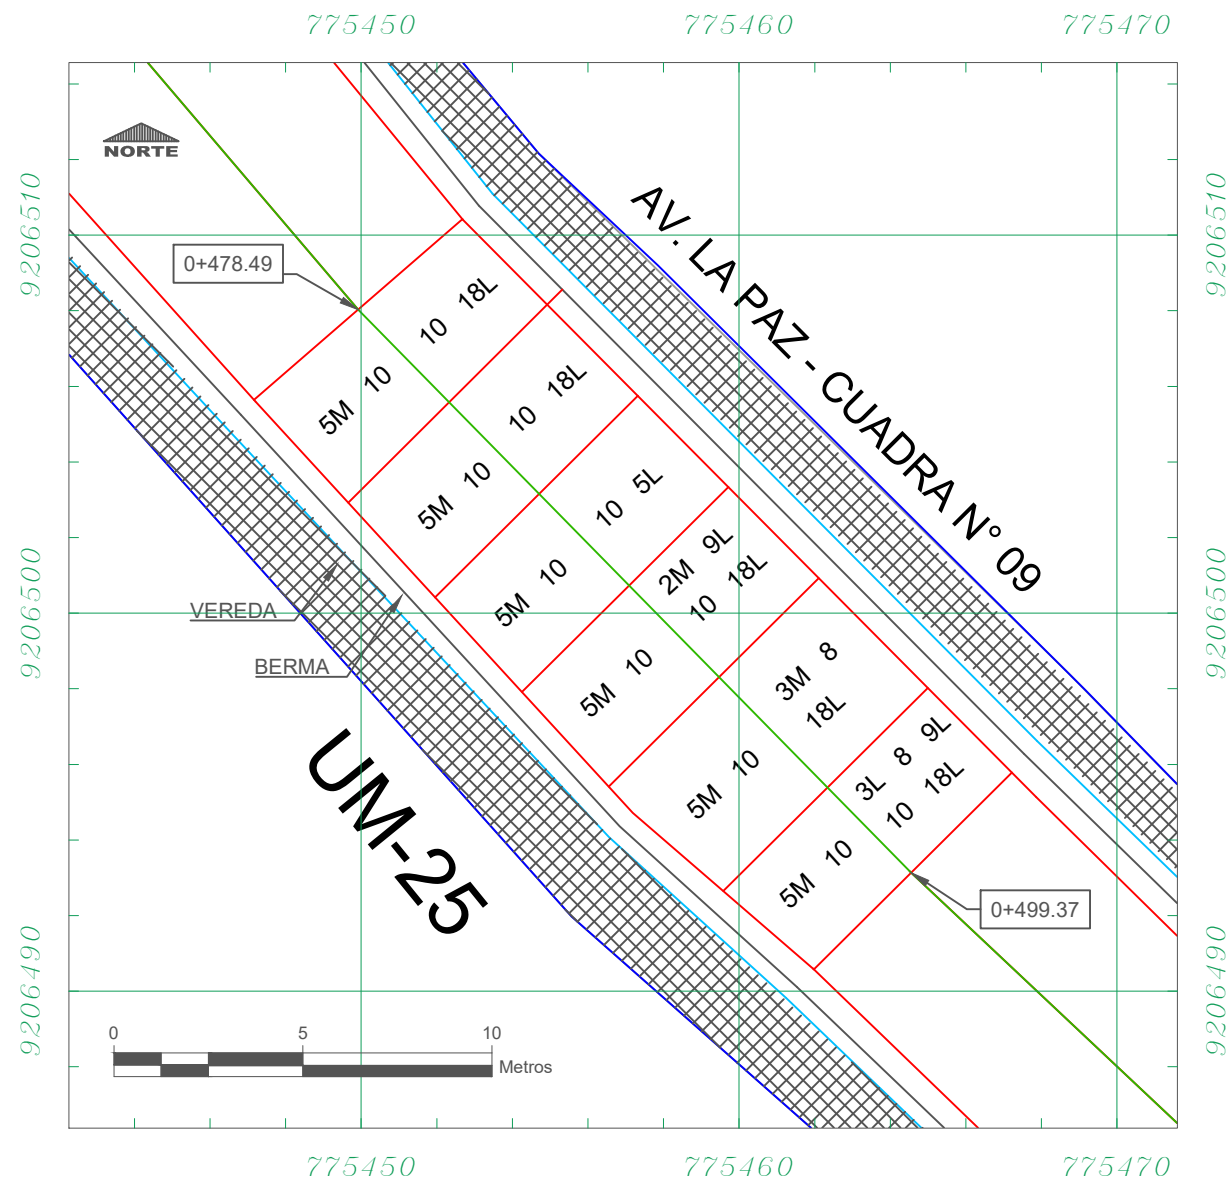 775450 775460 775470
NORTE
9206510
9206510
AV. LA PAZ - CUADRA N° 09
0+478.49
10 18L
5M 10
10 18L
5M 10
10 5L
5M 10
2M 9L
10 18L
5M 10
3M 8
18L
5M 10
3L 8 9L
10 18L
5M 10
VEREDA
BERMA
9206500
9206500
UM-25
0+499.37
9206490
9206490
0 5 10
Metros
775450 775460 775470